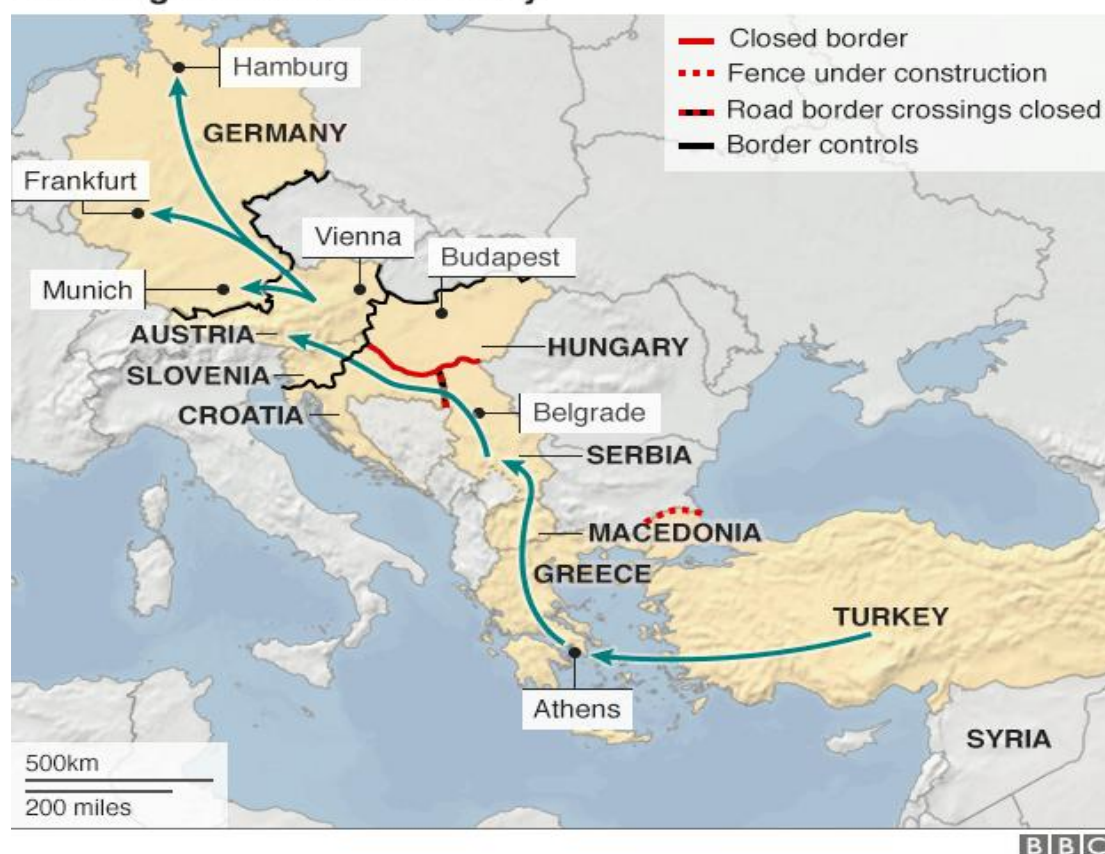 Closed border
Fence under construction
Road border crossings closed
Border controls
Hamburg
GERMANY
Frankfurt
Vienna
Budapest
Munich
AUSTRIA
HUNGARY
SLOVENIA
CROATIA
Belgrade
SERBIA
MACEDONIA
GREECE
TURKEY
Athens
SYRIA
500km
200 miles
BBC